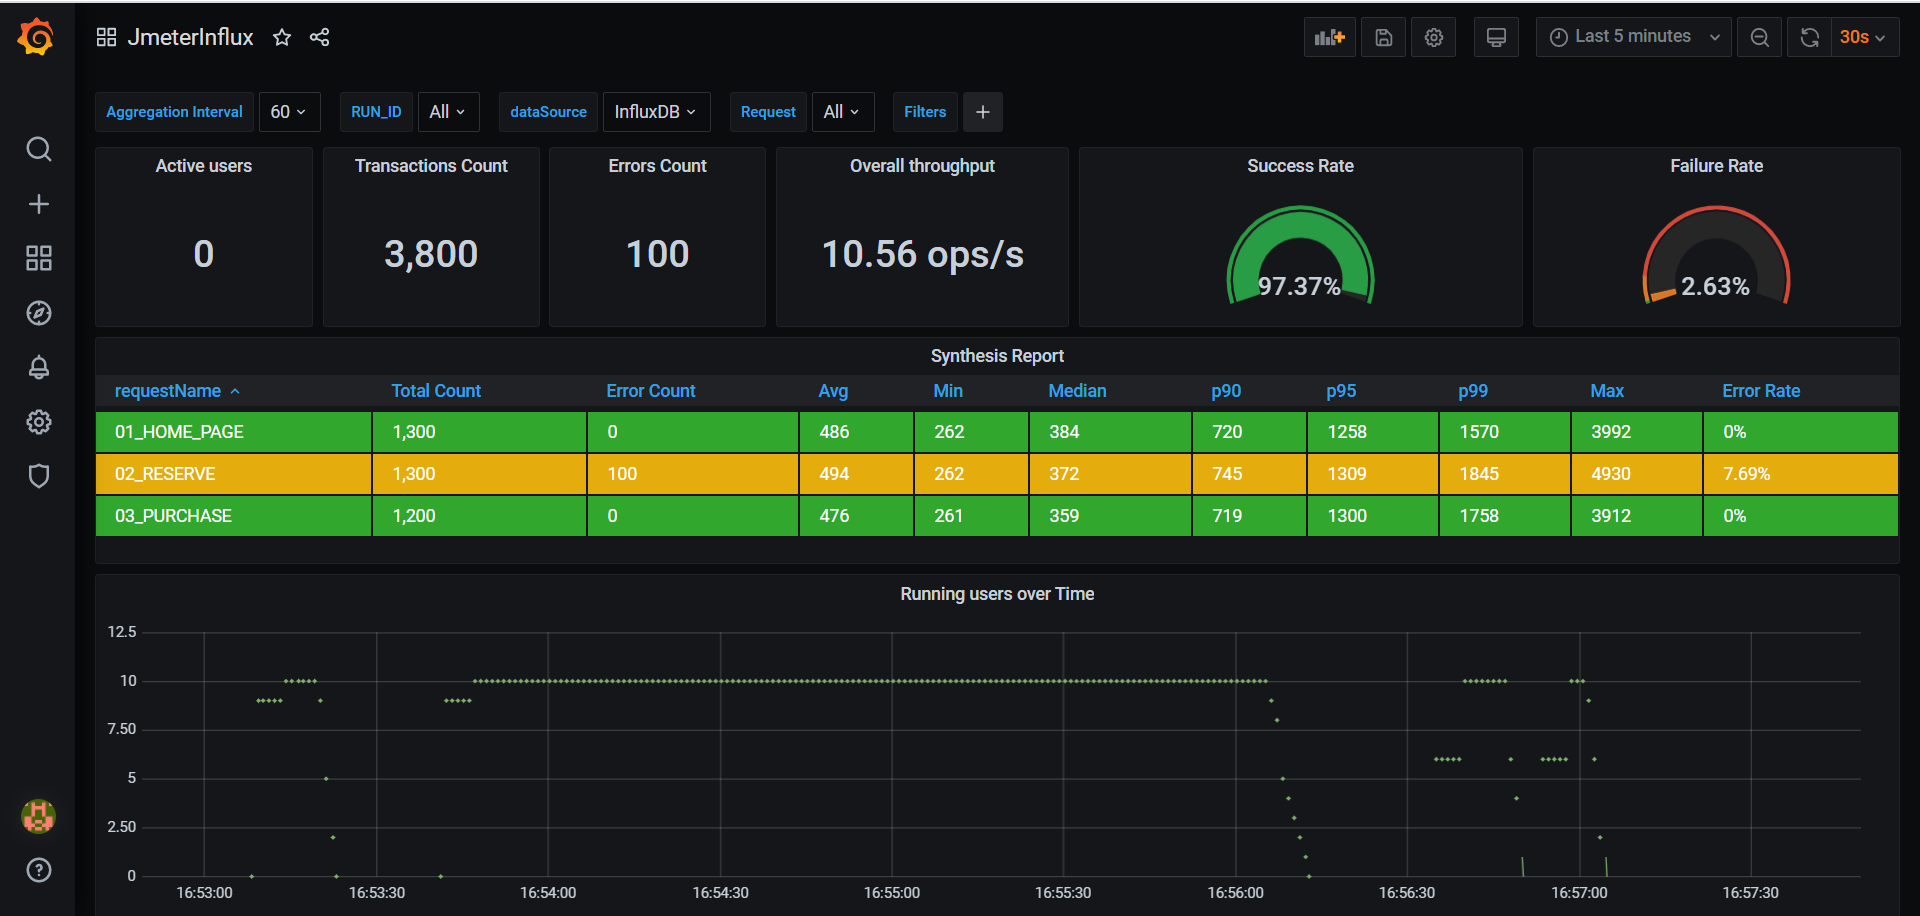 JmeterInflux
Last 5 minutes
30s
Aggregation Interval 60 RUN_ID All dataSource InfluxDB Request All Filters +
Active users Transactions Count Errors Count Overall throughput Success Rate Failure Rate
0 3,800 100 10.56 ops/s 97.37% 2.63%
Synthesis Report
requestName Total Count Error Count Avg Min Median p90 p95 p99 Max Error Rate
01_HOME_PAGE 1,300 0 486 262 384 720 1258 1570 3992 0%
02_RESERVE 1,300 100 494 262 372 745 1309 1845 4930 7.69%
03_PURCHASE 1,200 0 476 261 359 719 1300 1758 3912 0%
Running users over Time
12.5
10
7.50
5
2.50
0
16:53:00 16:53:30 16:54:00 16:54:30 16:55:00 16:55:30 16:56:00 16:56:30 16:57:00 16:57:30